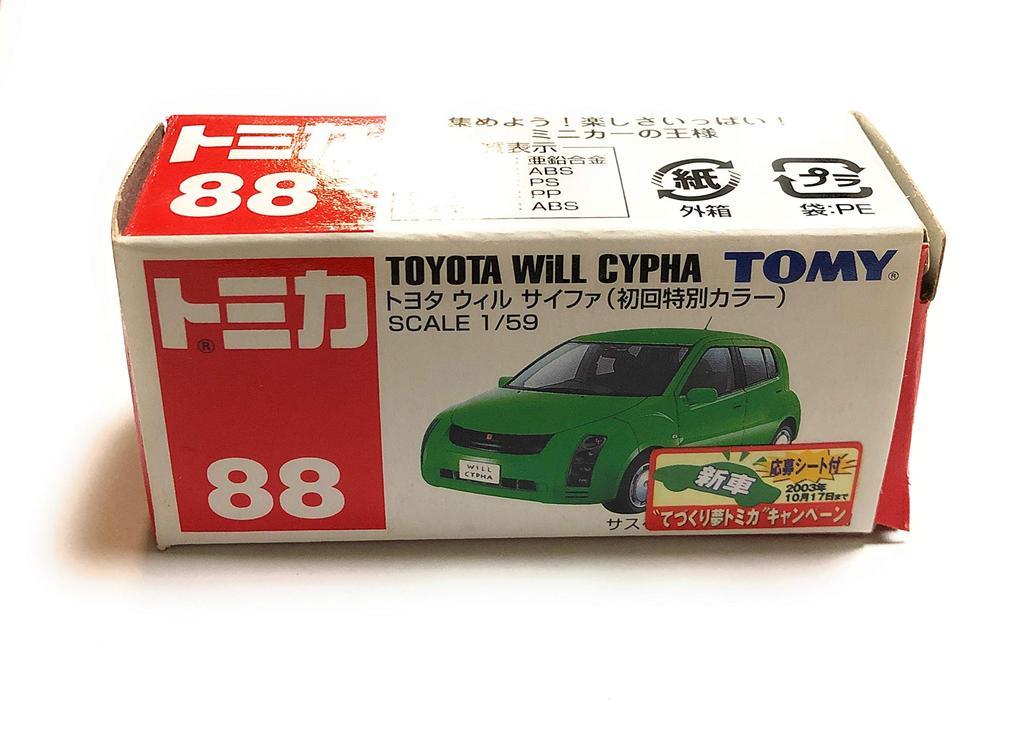 トミカ
88
集めよう!楽しさいっぱい!
ミニカーの王様
表示
亜鉛合金
ABS
PS
PP
ABS
紙
外箱
プラ
袋:PE
トミカ
®
88
TOYOTA WiLL CYPHA TOMY®
トヨタ ウィル サイファ(初回特別カラー)
SCALE 1/59
WiLL
CYPHA
新車
応募シート付
2003年
10月17日まで
"てづくり夢トミカ"キャンペーン
サス